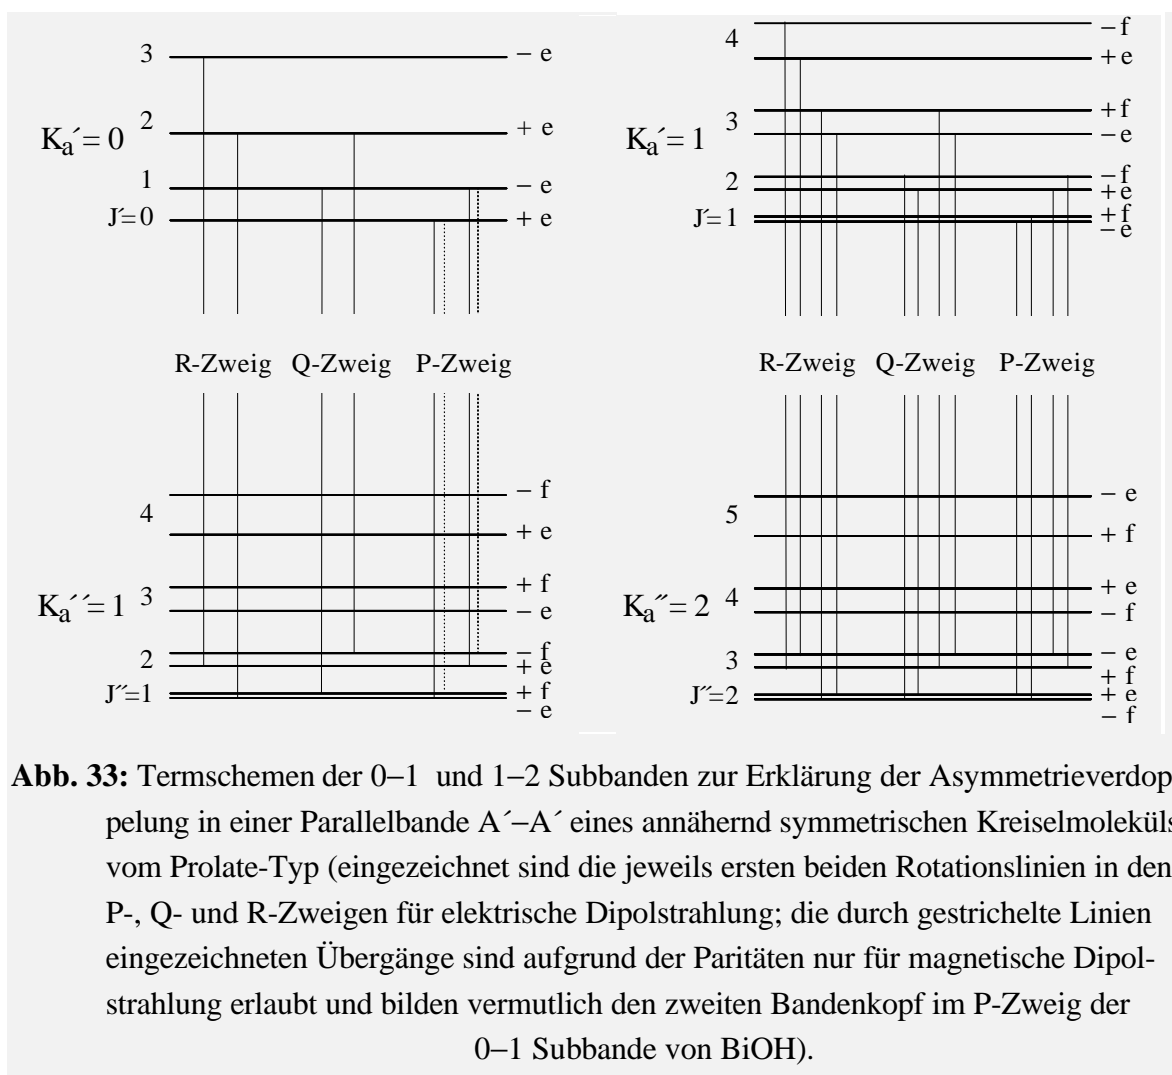 3 − e
2 + e
Ka´= 0
1 − e
J´=0 + e
R-Zweig Q-Zweig P-Zweig
− f
4
+ e
+ f
Ka´´= 1 3
− e
− f
2
+ e
J´´=1 + f
− e
− f
4
+ e
+ f
3
Ka´= 1
− e
− f
2
+ e
J´= 1 + f
− e
R-Zweig Q-Zweig P-Zweig
− e
5
+ f
+ e
Ka´´= 2 4
− f
− e
3
+ f
J´´=2 + e
− f
Abb. 33: Termschemen der 0–1 und 1–2 Subbanden zur Erklärung der Asymmetrieverdop
pelung in einer Parallelbande A´–A´ eines annähernd symmetrischen Kreiselmoleküls
vom Prolate-Typ (eingezeichnet sind die jeweils ersten beiden Rotationslinien in den
P-, Q- und R-Zweigen für elektrische Dipolstrahlung; die durch gestrichelte Linien
eingezeichneten Übergänge sind aufgrund der Paritäten nur für magnetische Dipol-
strahlung erlaubt und bilden vermutlich den zweiten Bandenkopf im P-Zweig der
0–1 Subbande von BiOH).